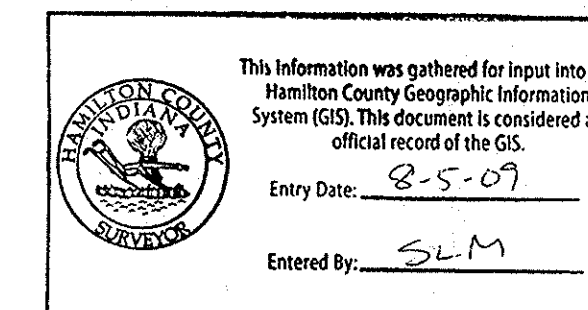 HAMILTON COUNTY
INDIANA
SURVEYOR
This information was gathered for input into
Hamilton County Geographic Information
System (GIS). This document is considered a
official record of the GIS.
Entry Date: 8-5-09
Entered By: SLM